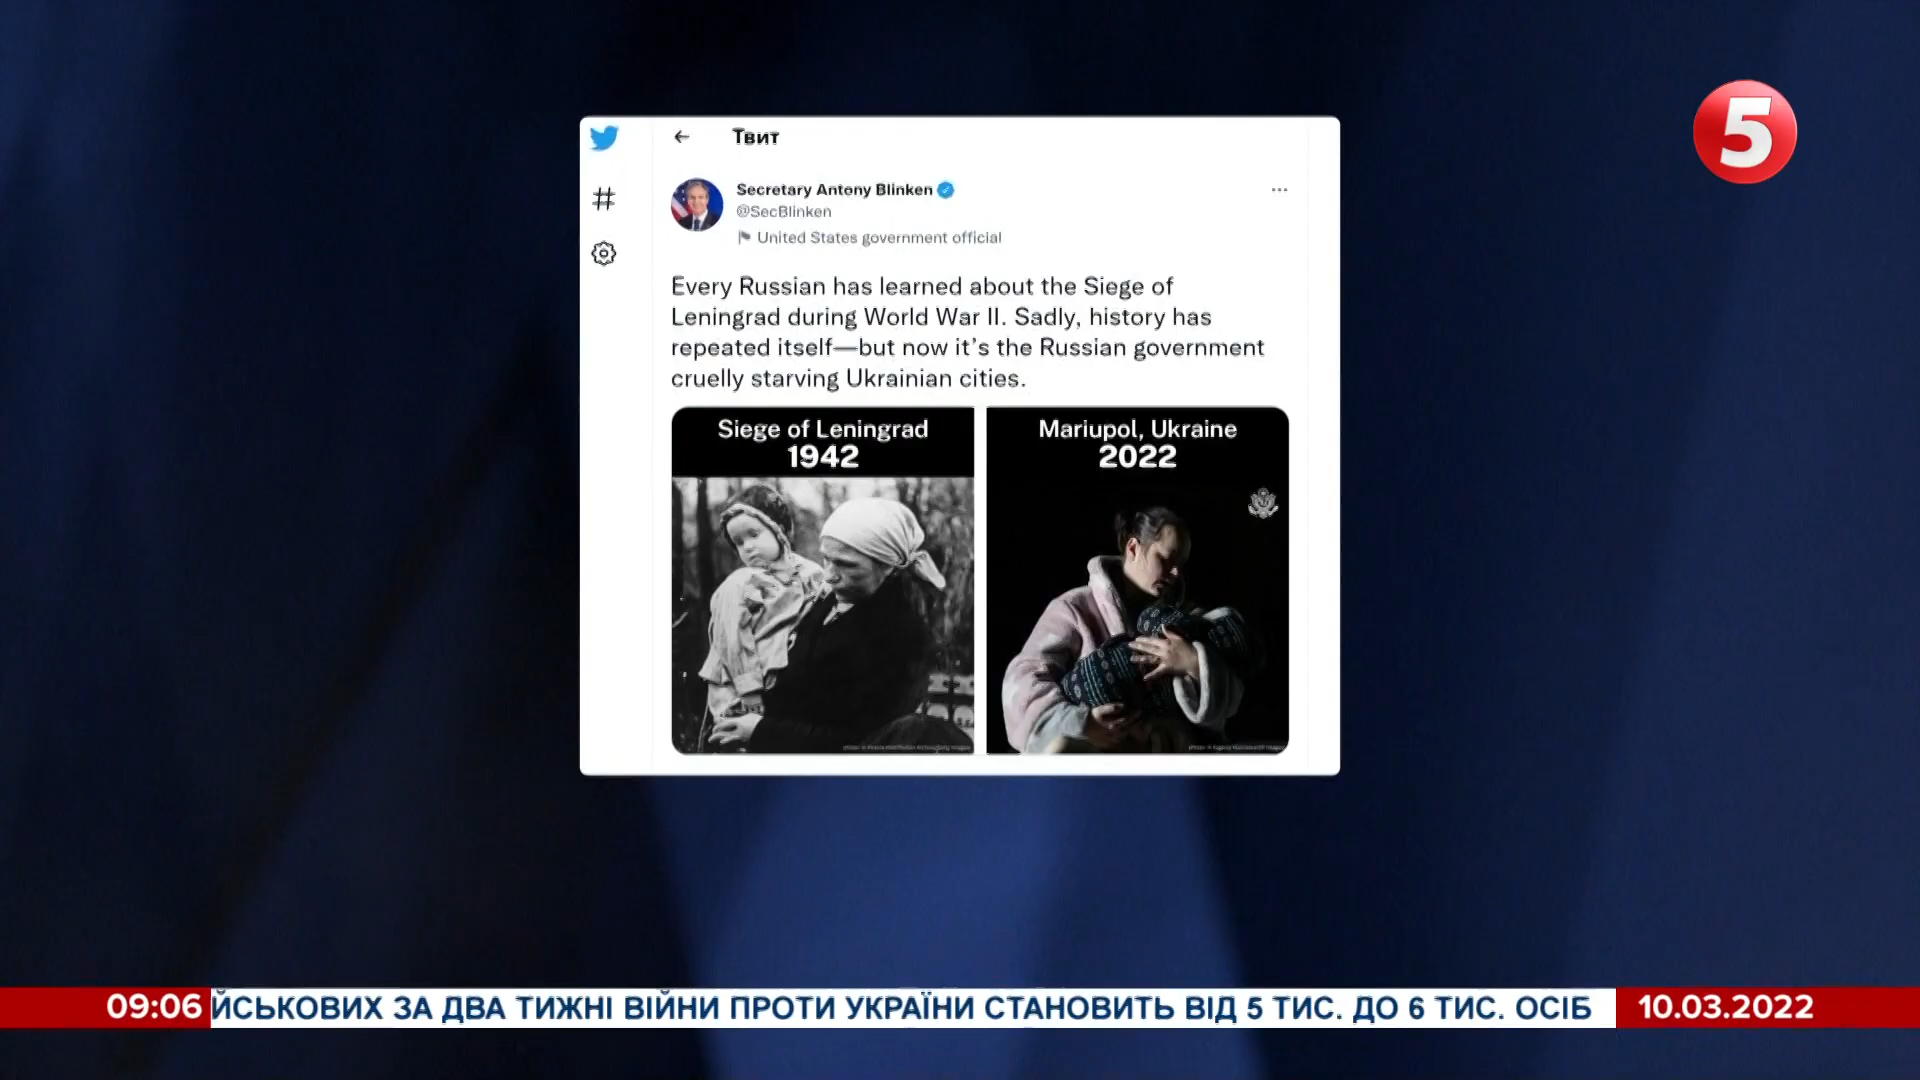 5
Твит
Secretary Antony Blinken
@SecBlinken
United States government official
Every Russian has learned about the Siege of
Leningrad during World War II. Sadly, history has
repeated itself—but now it's the Russian government
cruelly starving Ukrainian cities.
Siege of Leningrad
1942
Mariupol, Ukraine
2022
09:06
ЙСЬКОВИХ ЗА ДВА ТИЖНІ ВІЙНИ ПРОТИ УКРАЇНИ СТАНОВИТЬ ВІД 5 ТИС. ДО 6 ТИС. ОСІБ
10.03.2022